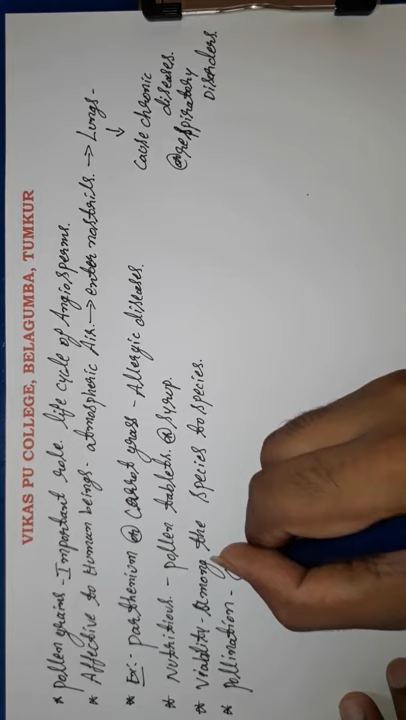 VIKAS PU COLLEGE, BELAGUMBA, TUMKUR
* Pollen grains - Important role life cycle of Angiosperms.
* Affective to Human beings - atomospheric Air. → enter nostorils. → Lungs -
↓
Cause chronic
diseases.
@ respiratory
Disorders.
* Ex:- parthenium @ Carrot grass - Allergic diseases.
* Nutritious. - pollen tablets. @ Syrup.
* Viability - Among the Species to Species.
* Pollination -